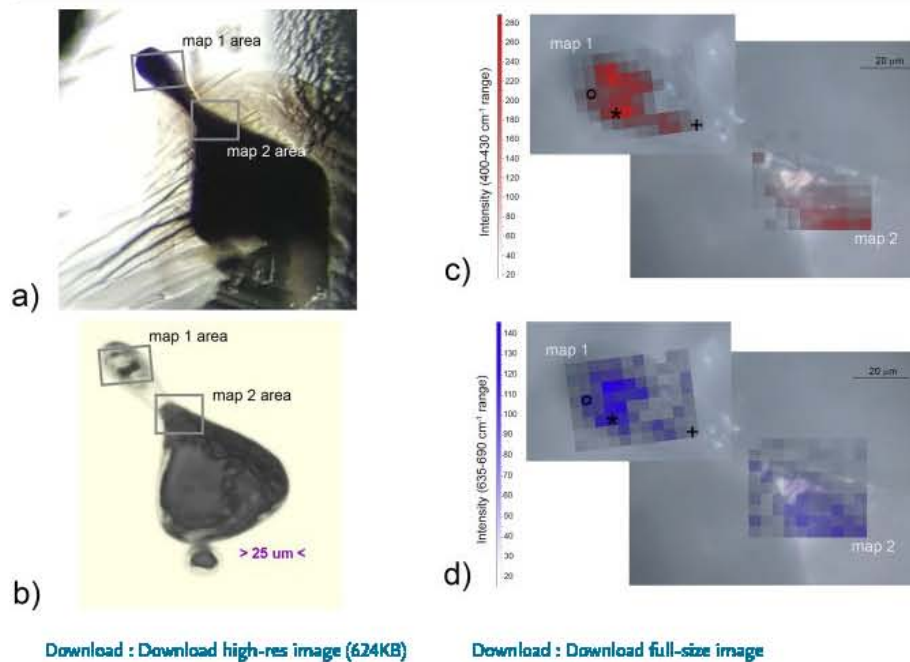 map 1 area
map 2 area
a)
map 1 area
map 2 area
> 25 um <
b)
Intensity (400-430 cm⁻¹ range)
280
260
240
220
200
180
160
140
120
100
80
60
40
20
map 1
20 µm
map 2
c)
Intensity (635-690 cm⁻¹ range)
140
130
120
110
100
90
80
70
60
50
40
30
20
map 1
20 µm
map 2
d)
Download : Download high-res image (624KB)
Download : Download full-size image